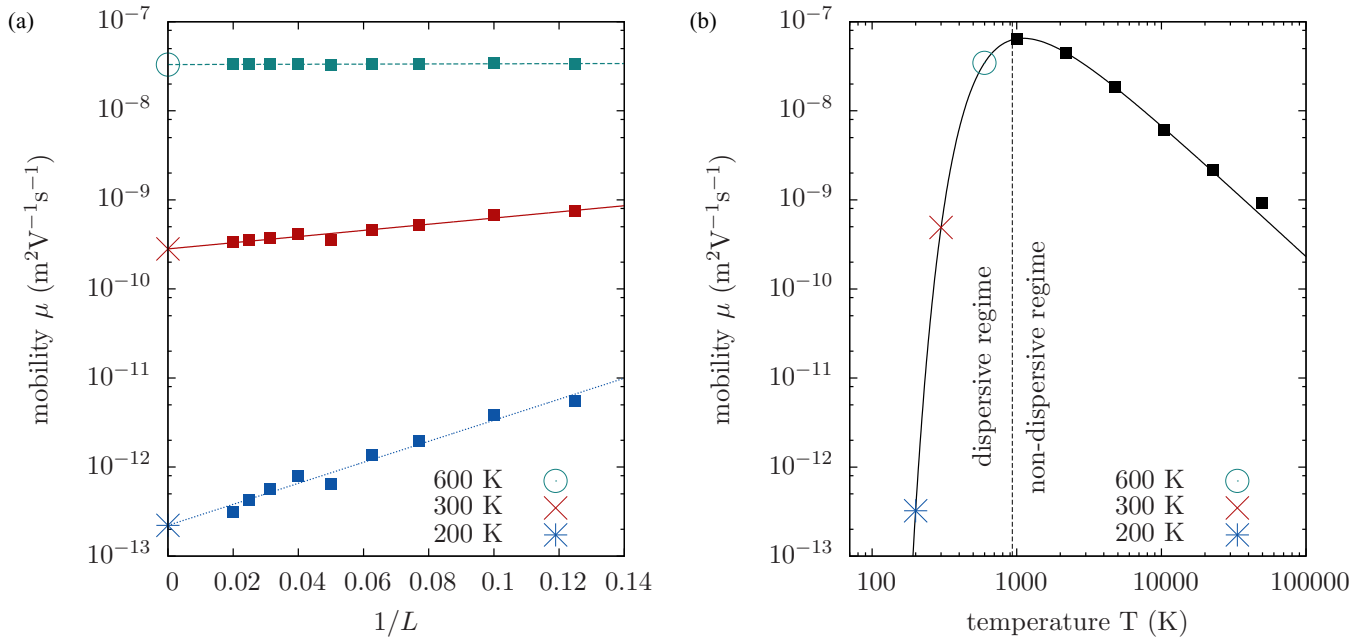 (a)
mobility μ (m²V⁻¹s⁻¹)
10⁻⁷
10⁻⁸
10⁻⁹
10⁻¹⁰
10⁻¹¹
10⁻¹²
10⁻¹³
600 K
300 K
200 K
0 0.02 0.04 0.06 0.08 0.10 0.12 0.14
1/L
(b)
mobility μ (m²V⁻¹s⁻¹)
10⁻⁷
10⁻⁸
10⁻⁹
10⁻¹⁰
10⁻¹¹
10⁻¹²
10⁻¹³
dispersive regime
non-dispersive regime
600 K
300 K
200 K
100 1000 10000 100000
temperature T (K)